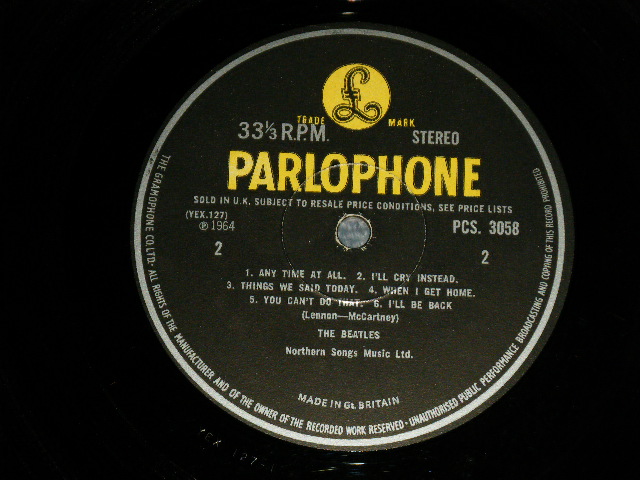 £
TRADE MARK
33⅓ R.P.M. STEREO
PARLOPHONE
SOLD IN U.K. SUBJECT TO RESALE PRICE CONDITIONS, SEE PRICE LISTS
(YEX.127)
℗ 1964
PCS. 3058
2 2
1. ANY TIME AT ALL. 2. I'LL CRY INSTEAD.
3. THINGS WE SAID TODAY. 4. WHEN I GET HOME.
5. YOU CAN'T DO THAT. 6. I'LL BE BACK
(Lennon—McCartney)
THE BEATLES
Northern Songs Music Ltd.
MADE IN Gt. BRITAIN
THE GRAMOPHONE CO. LTD. · ALL RIGHTS OF THE MANUFACTURER AND OF THE OWNER OF THE RECORDED WORK RESERVED · UNAUTHORISED PUBLIC PERFORMANCE BROADCASTING AND COPYING OF THIS RECORD PROHIBITED